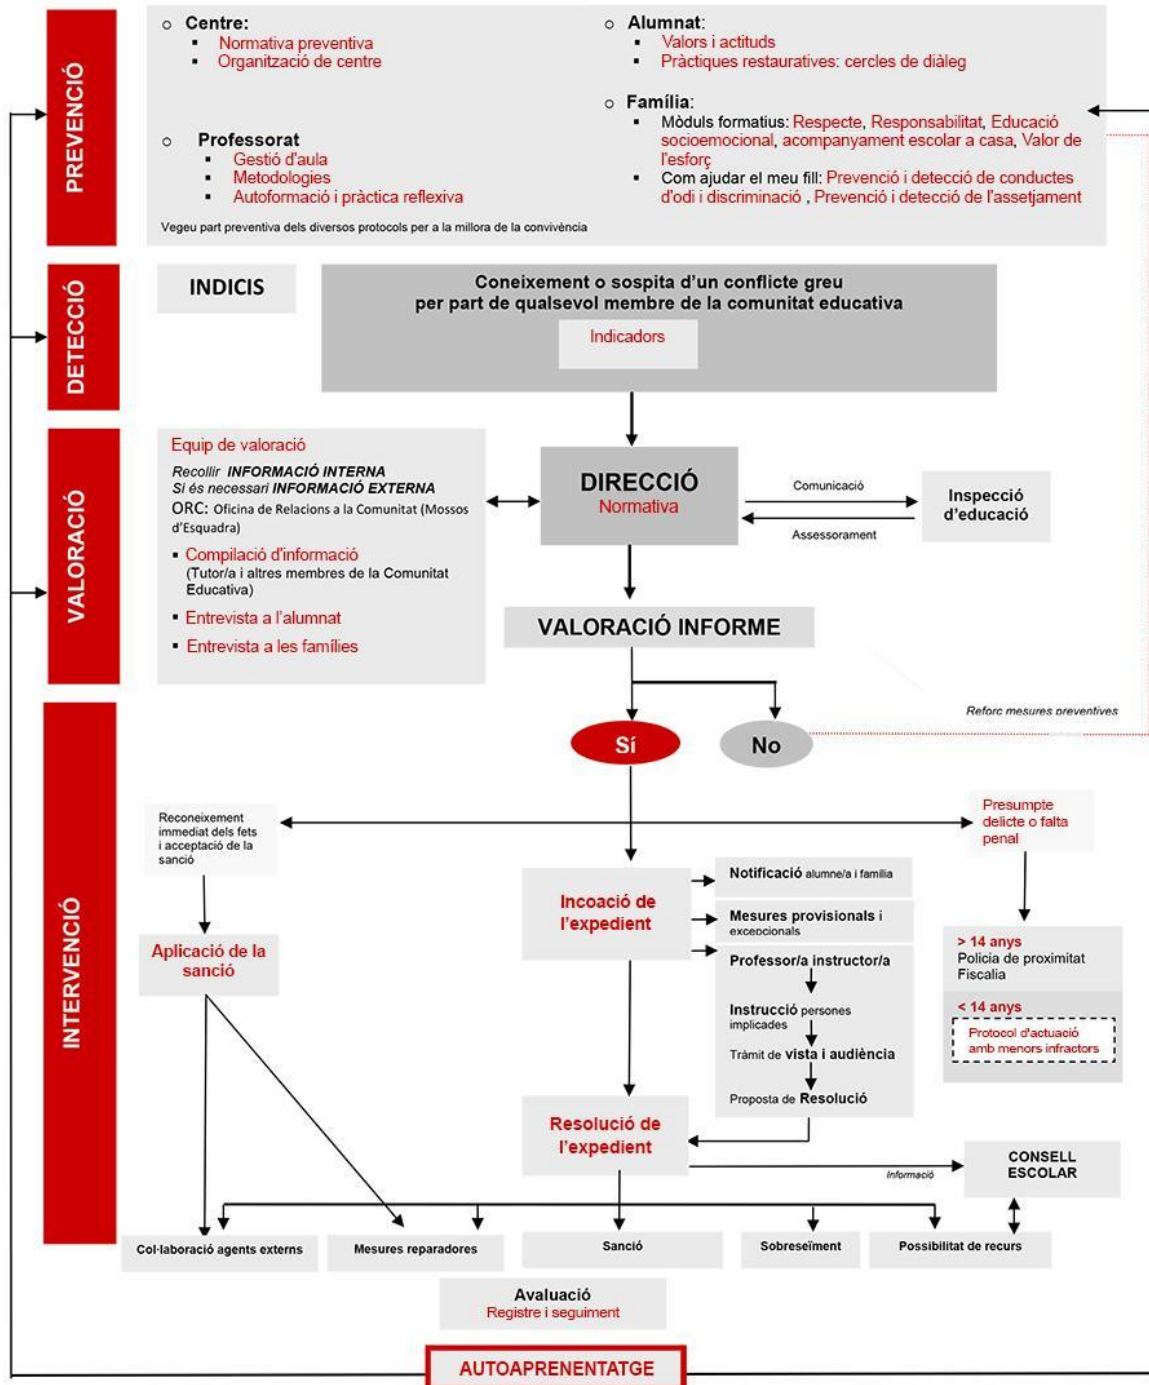 PREVENCIÓ
Centre:
Normativa preventiva
Organització de centre
Professorat
Gestió d'aula
Metodologies
Autoformació i pràctica reflexiva
Alumnat:
Valors i actituds
Pràctiques restauratives: cercles de diàleg
Família:
Mòduls formatius: Respecte, Responsabilitat, Educació
socioemocional, acompanyament escolar a casa, Valor de
l'esforç
Com ajudar el meu fill: Prevenció i detecció de conductes
d'odi i discriminació , Prevenció i detecció de l'assetjament
Vegeu part preventiva dels diversos protocols per a la millora de la convivència
DETECCIÓ
INDICIS
Coneixement o sospita d'un conflicte greu
per part de qualsevol membre de la comunitat educativa
Indicadors
VALORACIÓ
Equip de valoració
Recollir INFORMACIÓ INTERNA
Si és necessari INFORMACIÓ EXTERNA
ORC: Oficina de Relacions a la Comunitat (Mossos
d'Esquadra)
Compilació d'informació
(Tutor/a i altres membres de la Comunitat
Educativa)
Entrevista a l'alumnat
Entrevista a les famílies
DIRECCIÓ
Normativa
Comunicació
Assessorament
Inspecció
d'educació
VALORACIÓ INFORME
Reforc mesures preventives
Sí
No
INTERVENCIÓ
Reconeixement
immediat dels fets
i acceptació de la
sanció
Presumpte
delicte o falta
penal
Aplicació de la
sanció
Incoació de
l'expedient
Notificació alumne/a i família
Mesures provisionals i
excepcionals
Professor/a instructor/a
Instrucció persones
implicades
Tràmit de vista i audiència
Proposta de Resolució
> 14 anys
Policia de proximitat
Fiscalia
< 14 anys
Protocol d'actuació
amb menors infractors
Resolució de
l'expedient
Informació
CONSELL
ESCOLAR
Col·laboració agents externs
Mesures reparadores
Sanció
Sobreseïment
Possibilitat de recurs
Avaluació
Registre i seguiment
AUTOAPRENENTATGE